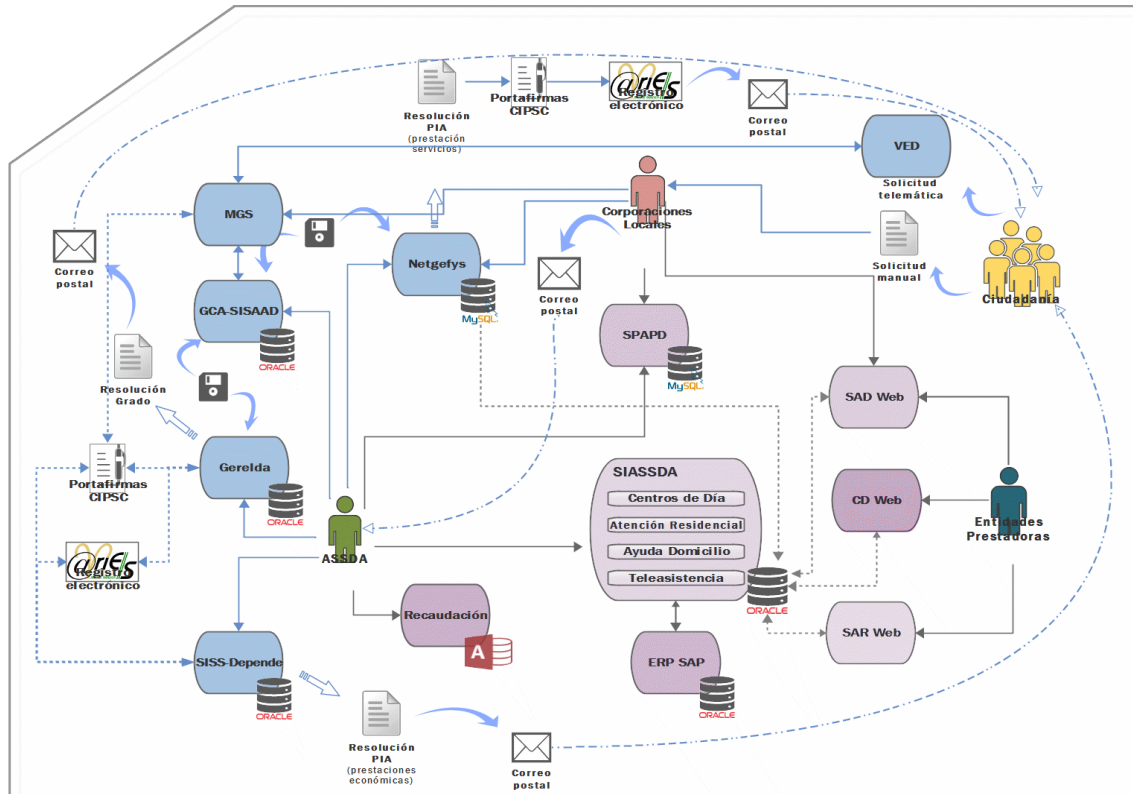 @rieS
Registro
electrónico
Portafirmas
CIPSC
Resolución
PIA
(prestación
servicios)
Correo
postal
VED
Solicitud
telemática
MGS
Corporaciones
Locales
Solicitud
manual
Ciudadanía
Correo
postal
Netgefys
MySQL
Correo
postal
GCA-SISAAD
ORACLE
SPAPD
MySQL
Resolución
Grado
SAD Web
Gerelda
ORACLE
Portafirmas
CIPSC
SIASSDA
Centros de Día
Atención Residencial
Ayuda Domicilio
Teleasistencia
ORACLE
CD Web
Entidades
Prestadoras
ASSDA
@rieS
Registro
electrónico
Recaudación
A
SAR Web
SISS-Depende
ORACLE
ERP SAP
ORACLE
Resolución
PIA
(prestaciones
económicas)
Correo
postal